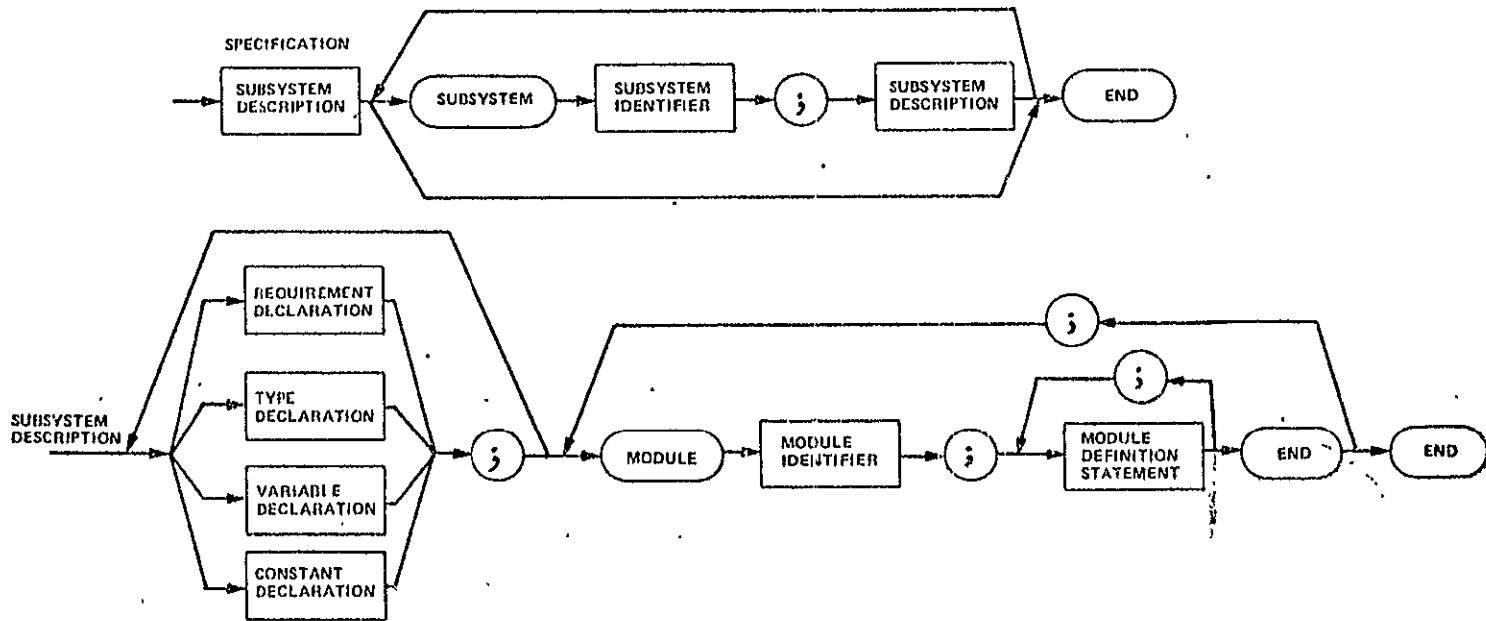 SPECIFICATION
SUBSYSTEM
DESCRIPTION
SUBSYSTEM
SUBSYSTEM
IDENTIFIER
;
SUBSYSTEM
DESCRIPTION
END
SUBSYSTEM
DESCRIPTION
REQUIREMENT
DECLARATION
TYPE
DECLARATION
VARIABLE
DECLARATION
CONSTANT
DECLARATION
;
MODULE
MODULE
IDENTIFIER
;
MODULE
DEFINITION
STATEMENT
;
;
END
END